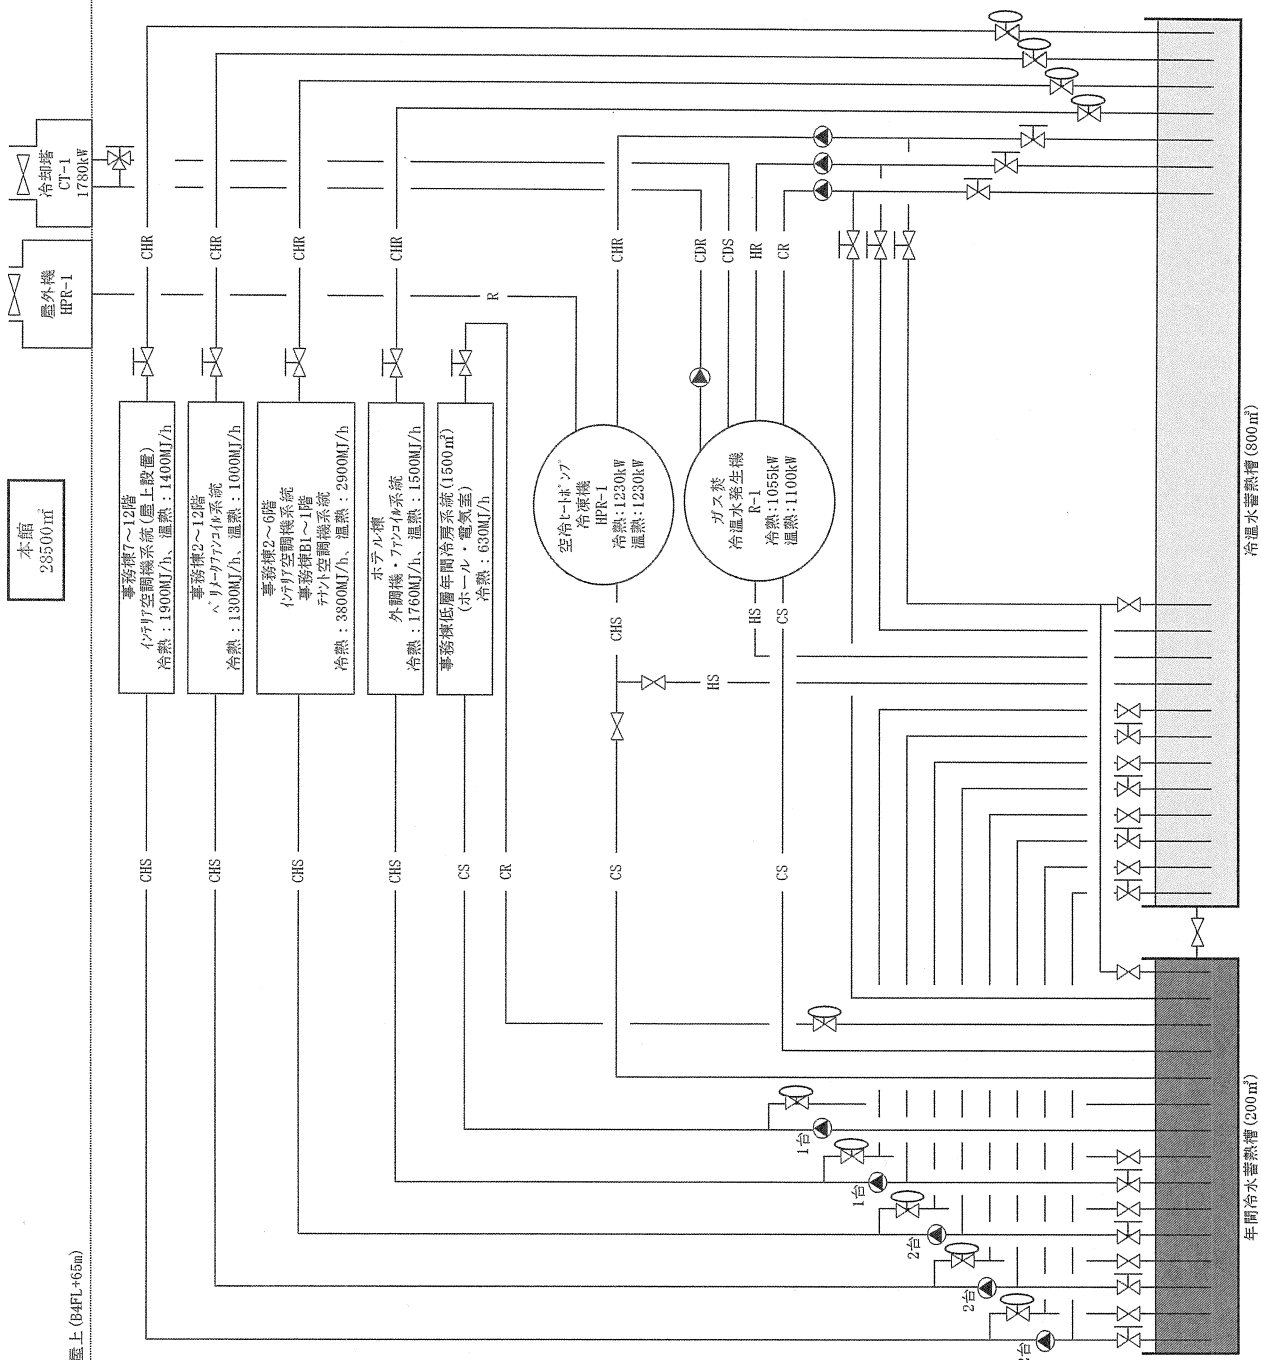 本館
28500㎡
屋上(B4FL+65m)
冷却塔
CT-1
1780kW
屋外機
HPR-1
事務棟7～12階
インテリア空調機系統(屋上設置)
冷熱：1900MJ/h、温熱：1400MJ/h
事務棟2～12階
ペリメータファンコイル系統
冷熱：1300MJ/h、温熱：1000MJ/h
事務棟2～6階
インテリア空調機系統
事務棟B1～1階
テナント空調機系統
冷熱：3800MJ/h、温熱：2900MJ/h
ホテル棟
外調機・ファンコイル系統
冷熱：1760MJ/h、温熱：1500MJ/h
事務棟低層年間冷房系統(1500㎡)
(ホール・電気室)
冷熱：630MJ/h
空冷ヒートポンプ
冷凍機
HPR-1
冷熱:1230kW
温熱:1230kW
ガス焚
冷温水発生機
R-1
冷熱:1055kW
温熱:1100kW
CHR
CHR
CHR
CHR
CHR
CDR
CDS
HR
CR
R
CHS
HS
CS
HS
CHS
CHS
CHS
CHS
CS
CR
CS
CS
1台
1台
2台
2台
2台
冷温水蓄熱槽(800㎥)
年間冷水蓄熱槽(200㎥)